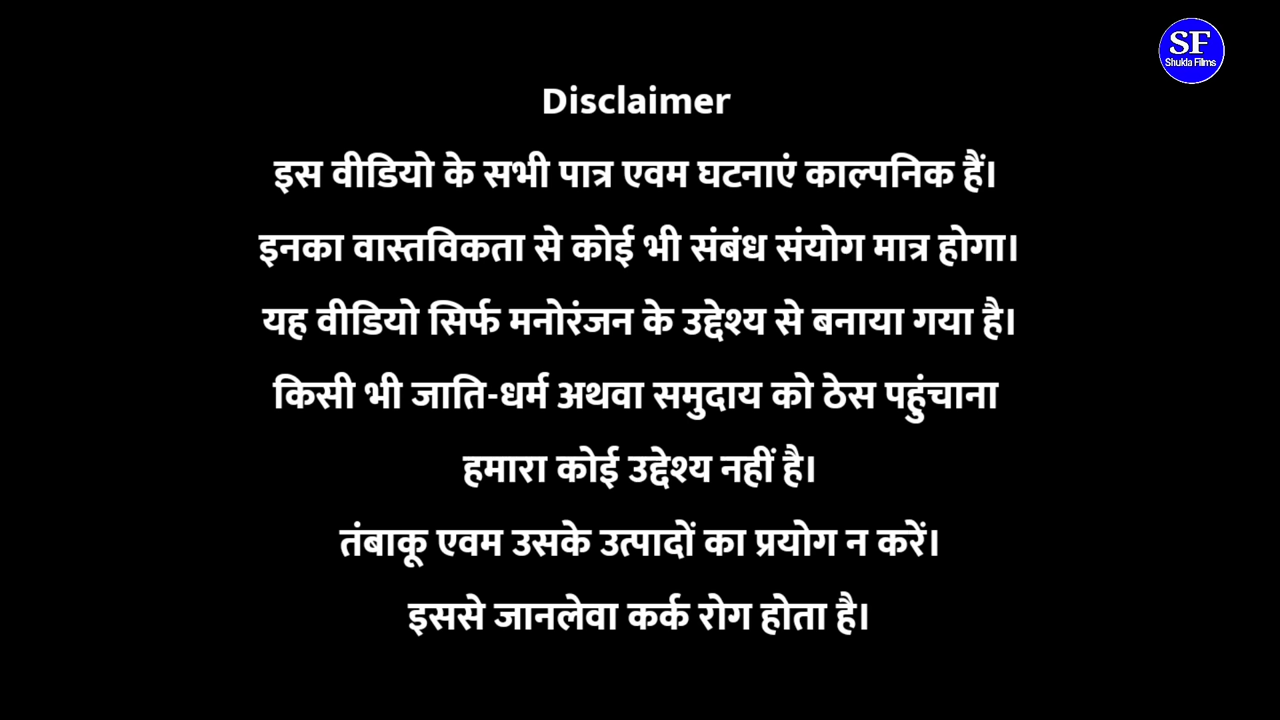 SF
Shukla Films
Disclaimer
इस वीडियो के सभी पात्र एवम घटनाएं काल्पनिक हैं।
इनका वास्तविकता से कोई भी संबंध संयोग मात्र होगा।
यह वीडियो सिर्फ मनोरंजन के उद्देश्य से बनाया गया है।
किसी भी जाति-धर्म अथवा समुदाय को ठेस पहुंचाना
हमारा कोई उद्देश्य नहीं है।
तंबाकू एवम उसके उत्पादों का प्रयोग न करें।
इससे जानलेवा कर्क रोग होता है।